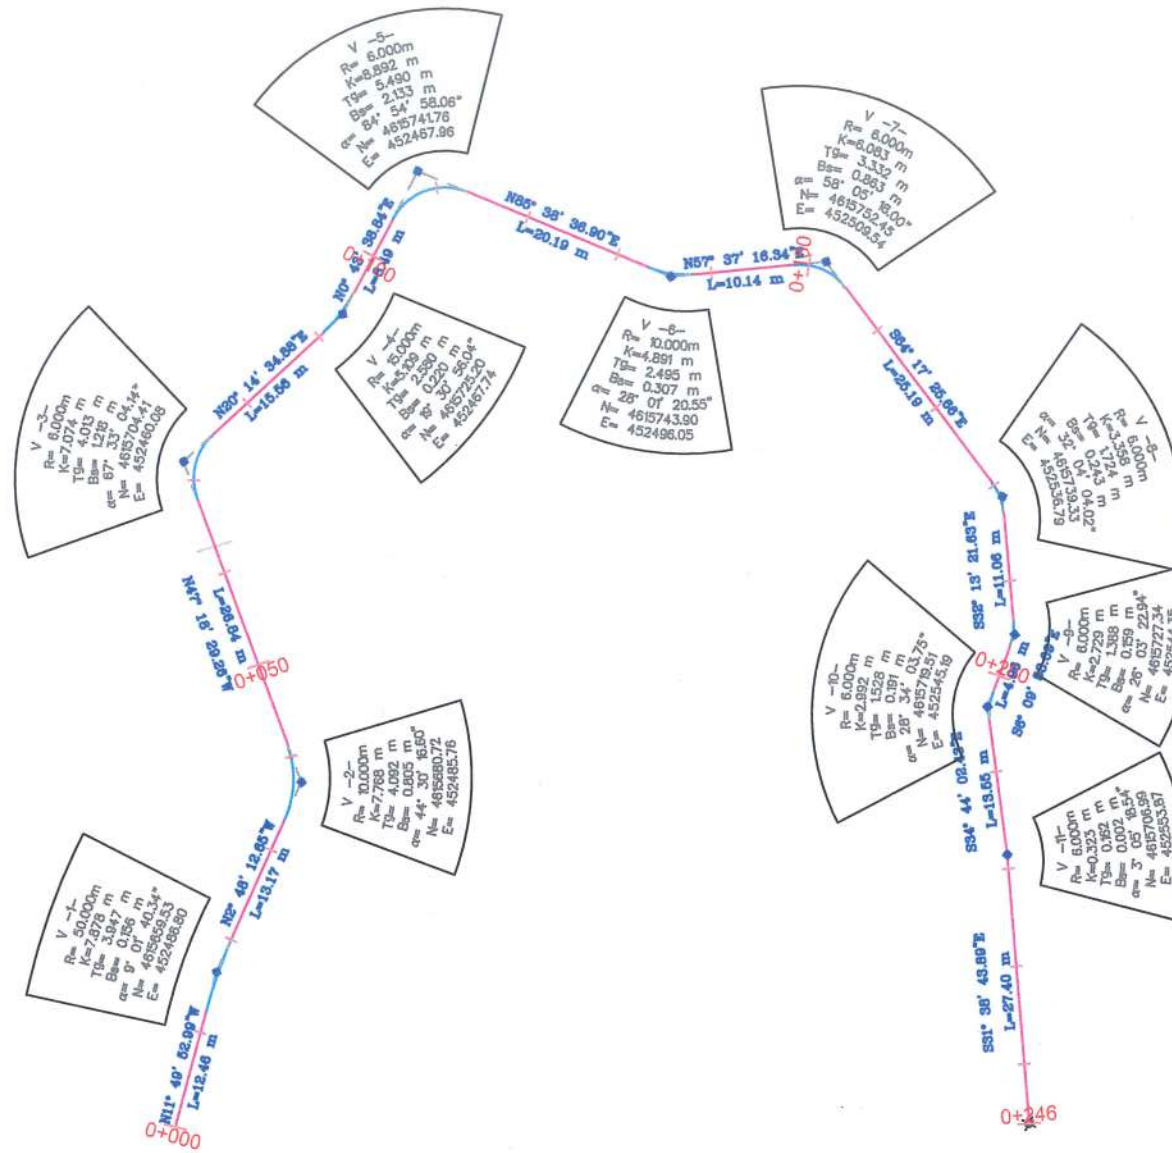 V -5-
R= 6.000m
K=8.892 m
Tg= 5.490 m
Bs= 2.133 m
α= 84° 54' 58.06"
N= 4615741.76
E= 452467.96
V -7-
R= 6.000m
K=6.083 m
Tg= 3.332 m
Bs= 0.863 m
α= 58° 05' 18.00"
N= 4615752.45
E= 452509.54
N85° 38' 36.90"E
L=20.19 m
N0° 43' 38.84"E
N57° 37' 16.34"E
L=10.14 m
V -3-
R= 6.000m
K=7.074 m
Tg= 4.013 m
Bs= 1.218 m
α= 67° 33' 04.14"
N= 4615704.41
E= 452460.08
N20° 14' 34.88"E
L=15.56 m
V -4-
R= 15.000m
K=5.109 m
Tg= 2.580 m
Bs= 0.220 m
α= 19° 30' 56.04"
N= 4615725.20
E= 452467.74
V -6-
R= 10.000m
K=4.891 m
Tg= 2.495 m
Bs= 0.307 m
α= 28° 01' 20.55"
N= 4615743.90
E= 452496.05
S64° 17' 25.66"E
L=25.19 m
V -8-
R= 6.000m
K=3.358 m
Tg= 1.724 m
Bs= 0.243 m
α= 32° 04' 04.02"
N= 4615739.33
E= 452536.79
N47° 18' 29.26"W
L=26.84 m
0+050
S32° 13' 21.63"E
L=11.06 m
V -9-
R= 6.000m
K=2.729 m
Tg= 1.388 m
Bs= 0.159 m
α= 26° 03' 22.94"
N= 4615727.34
V -10-
R= 6.000m
K=2.992 m
Tg= 1.528 m
Bs= 0.191 m
α= 28° 34' 03.75"
N= 4615719.51
E= 452545.19
V -2-
R= 10.000m
K=7.768 m
Tg= 4.092 m
Bs= 0.805 m
α= 44° 30' 16.60"
N= 4615680.72
E= 452485.76
S34° 44' 02.43"E
L=13.55 m
V -11-
R= 6.000m
K=0.323 m
Tg= 0.162 m
Bs= 0.002 m
α= 3° 05' 18.54"
N= 4615706.99
E= 452553.87
N2° 48' 12.65"W
L=13.17 m
V -1-
R= 50.000m
K=7.878 m
Tg= 3.947 m
Bs= 0.156 m
α= 9° 01' 40.34"
N= 4615659.53
E= 452486.80
N11° 49' 52.99"W
L=12.46 m
0+000
S31° 38' 43.89"E
L=27.40 m
0+246